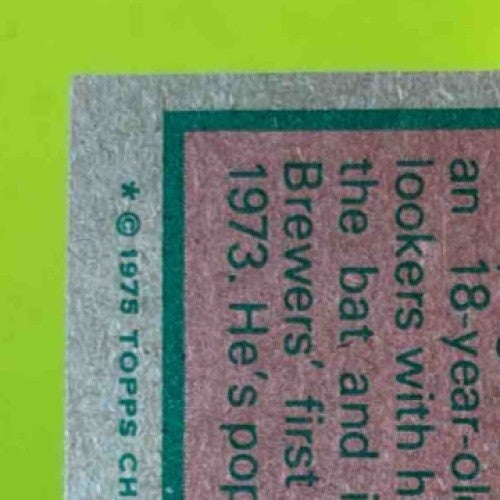 an 18-year-ol
lookers with h
the bat and
Brewers' first
1973. He's pop
* © 1975 TOPPS CH